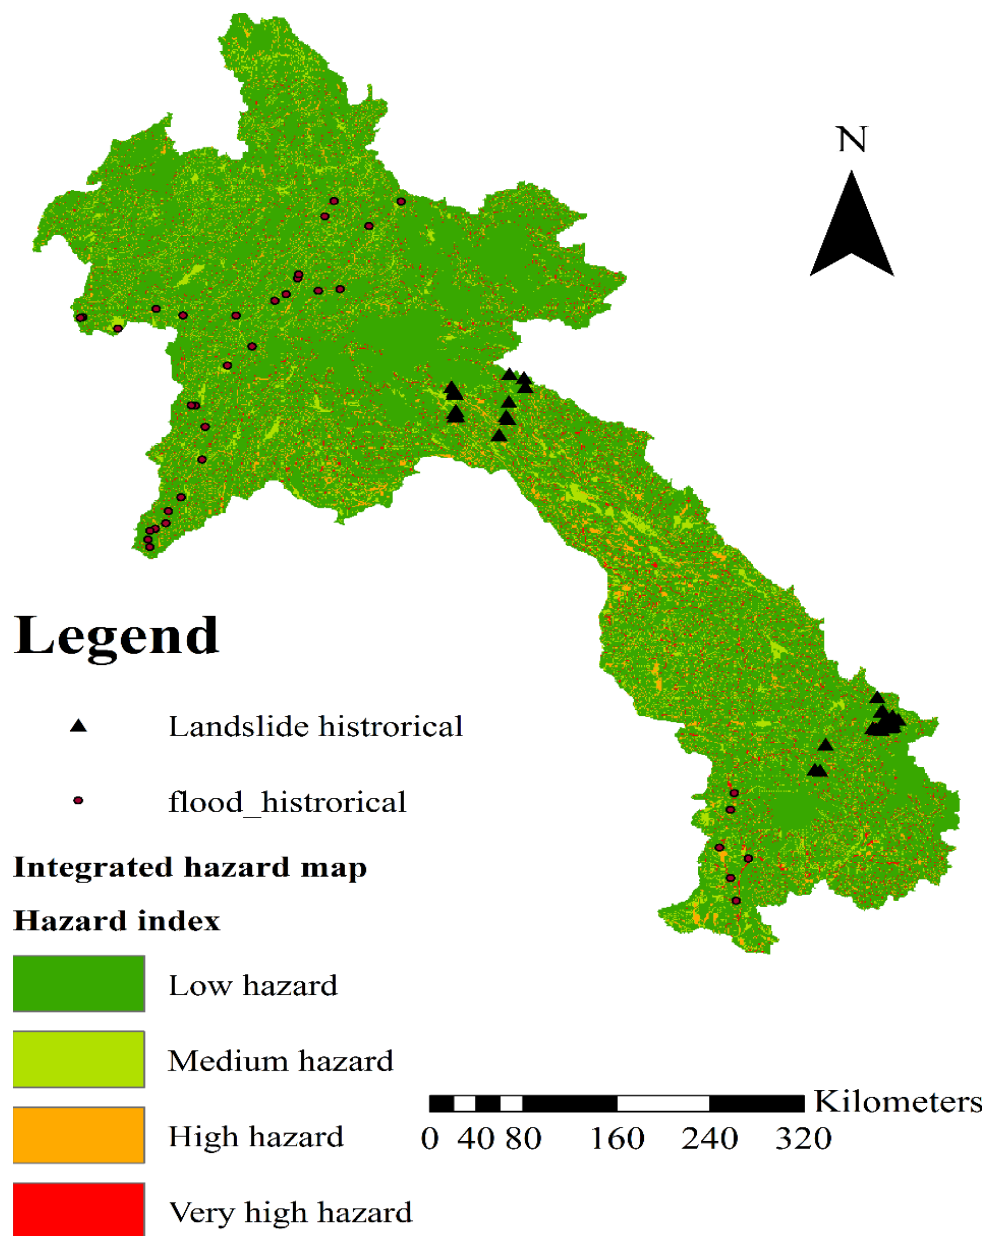 N
Legend
Landslide histrorical
flood_histrorical
Integrated hazard map
Hazard index
Low hazard
Medium hazard
High hazard
Very high hazard
Kilometers
0 40 80 160 240 320